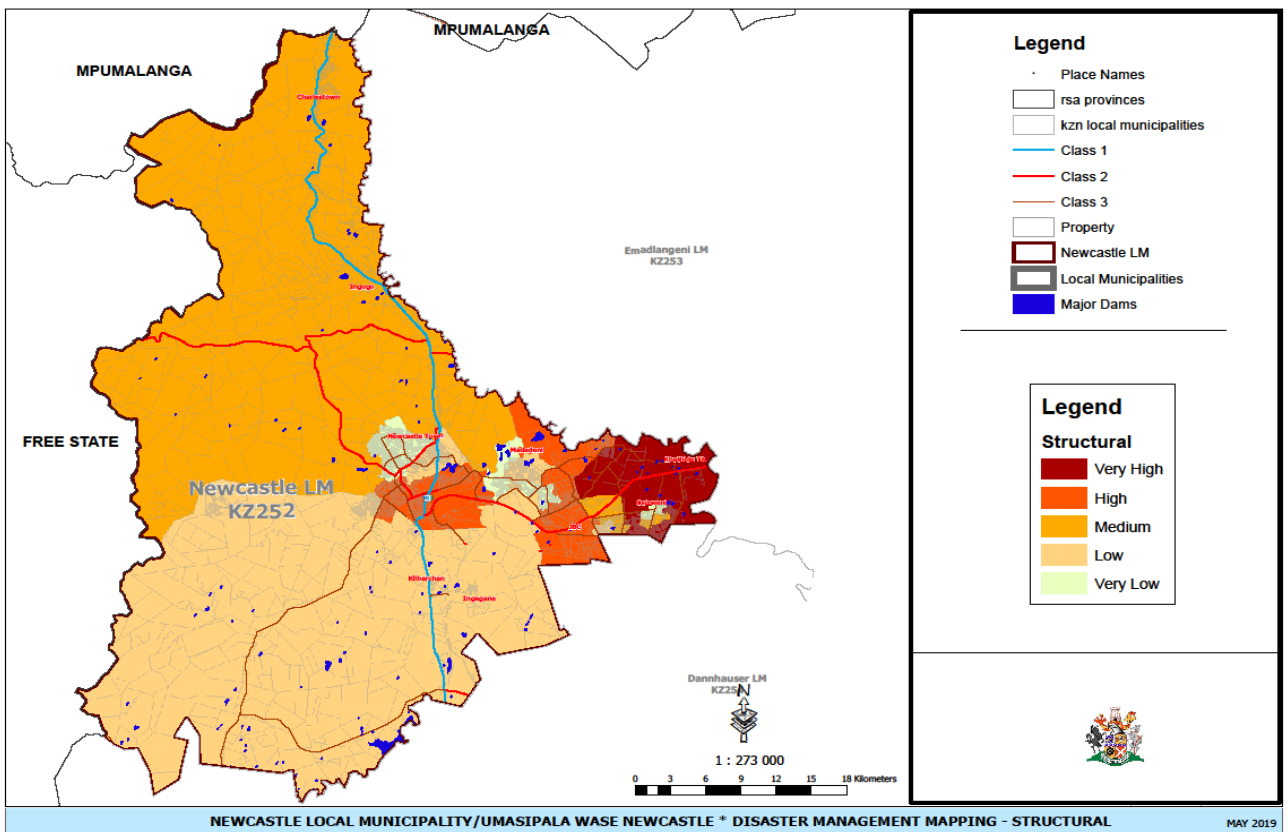 MPUMALANGA
MPUMALANGA
Charlestown
Emadlangeni LM
KZ253
Ingogo
FREE STATE
Newcastle Town
Madadeni
Newcastle LM
KZ252
JBC
Kilbarchan
Ingagane
Dannhauser LM
N
1 : 273 000
0 3 6 9 12 15 18 Kilometers
Legend
Place Names
rsa provinces
kzn local municipalities
Class 1
Class 2
Class 3
Property
Newcastle LM
Local Municipalities
Major Dams
Legend
Structural
Very High
High
Medium
Low
Very Low
NEWCASTLE LOCAL MUNICIPALITY/UMASIPALA WASE NEWCASTLE * DISASTER MANAGEMENT MAPPING - STRUCTURAL
MAY 2019